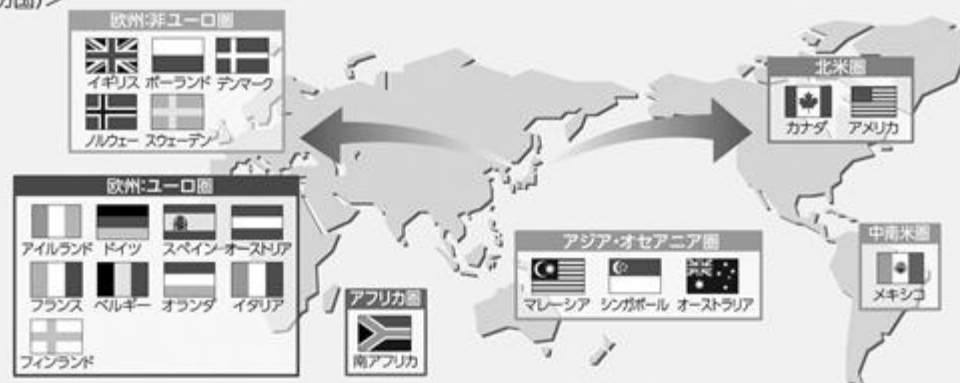 欧州:非ユーロ圏
イギリス ポーランド デンマーク
ノルウェー スウェーデン
欧州:ユーロ圏
アイルランド ドイツ スペイン オーストリア
フランス ベルギー オランダ イタリア
フィンランド
アフリカ圏
南アフリカ
アジア・オセアニア圏
マレーシア シンガポール オーストラリア
北米圏
カナダ アメリカ
中南米圏
メキシコ